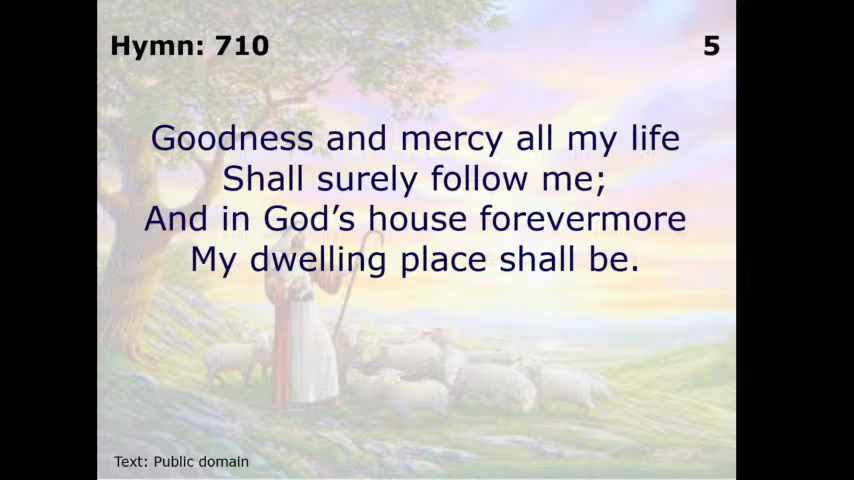 Hymn: 710
5
Goodness and mercy all my life
Shall surely follow me;
And in God’s house forevermore
My dwelling place shall be.
Text: Public domain